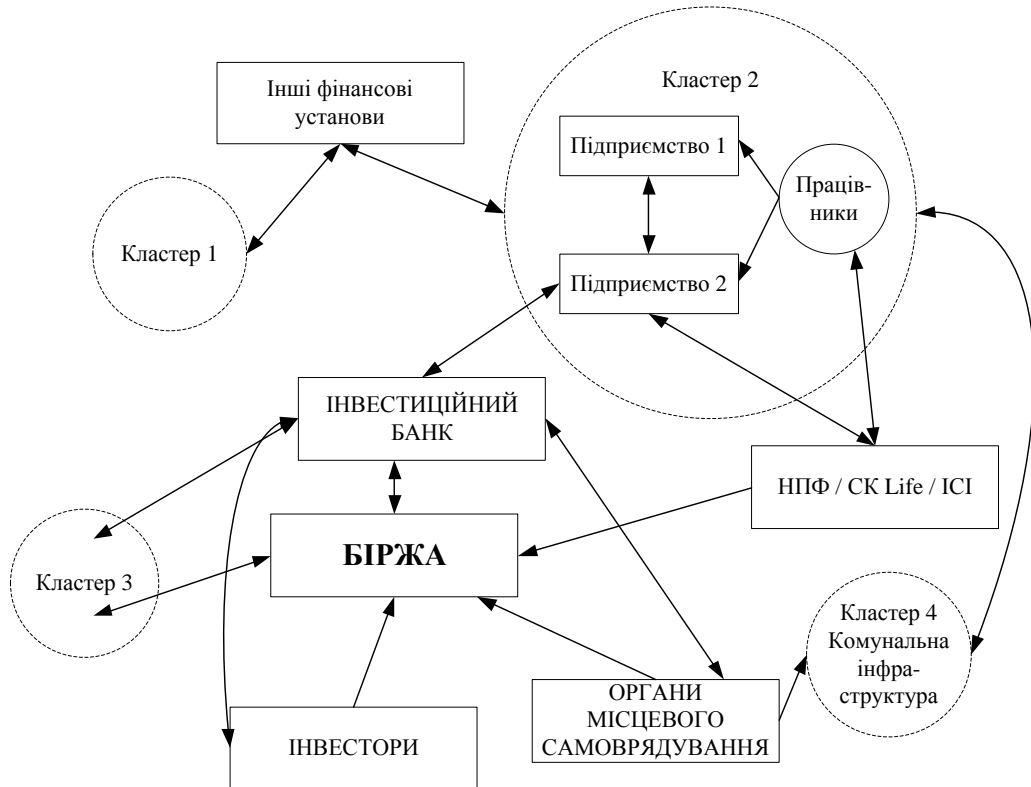 Інші фінансові
установи
Кластер 2
Підприємство 1
Праців-
ники
Кластер 1
Підприємство 2
ІНВЕСТИЦІЙНИЙ
БАНК
НПФ / СК Life / ІСІ
БІРЖА
Кластер 3
Кластер 4
Комунальна
інфра-
структура
ОРГАНИ
МІСЦЕВОГО
САМОВРЯДУВАННЯ
ІНВЕСТОРИ